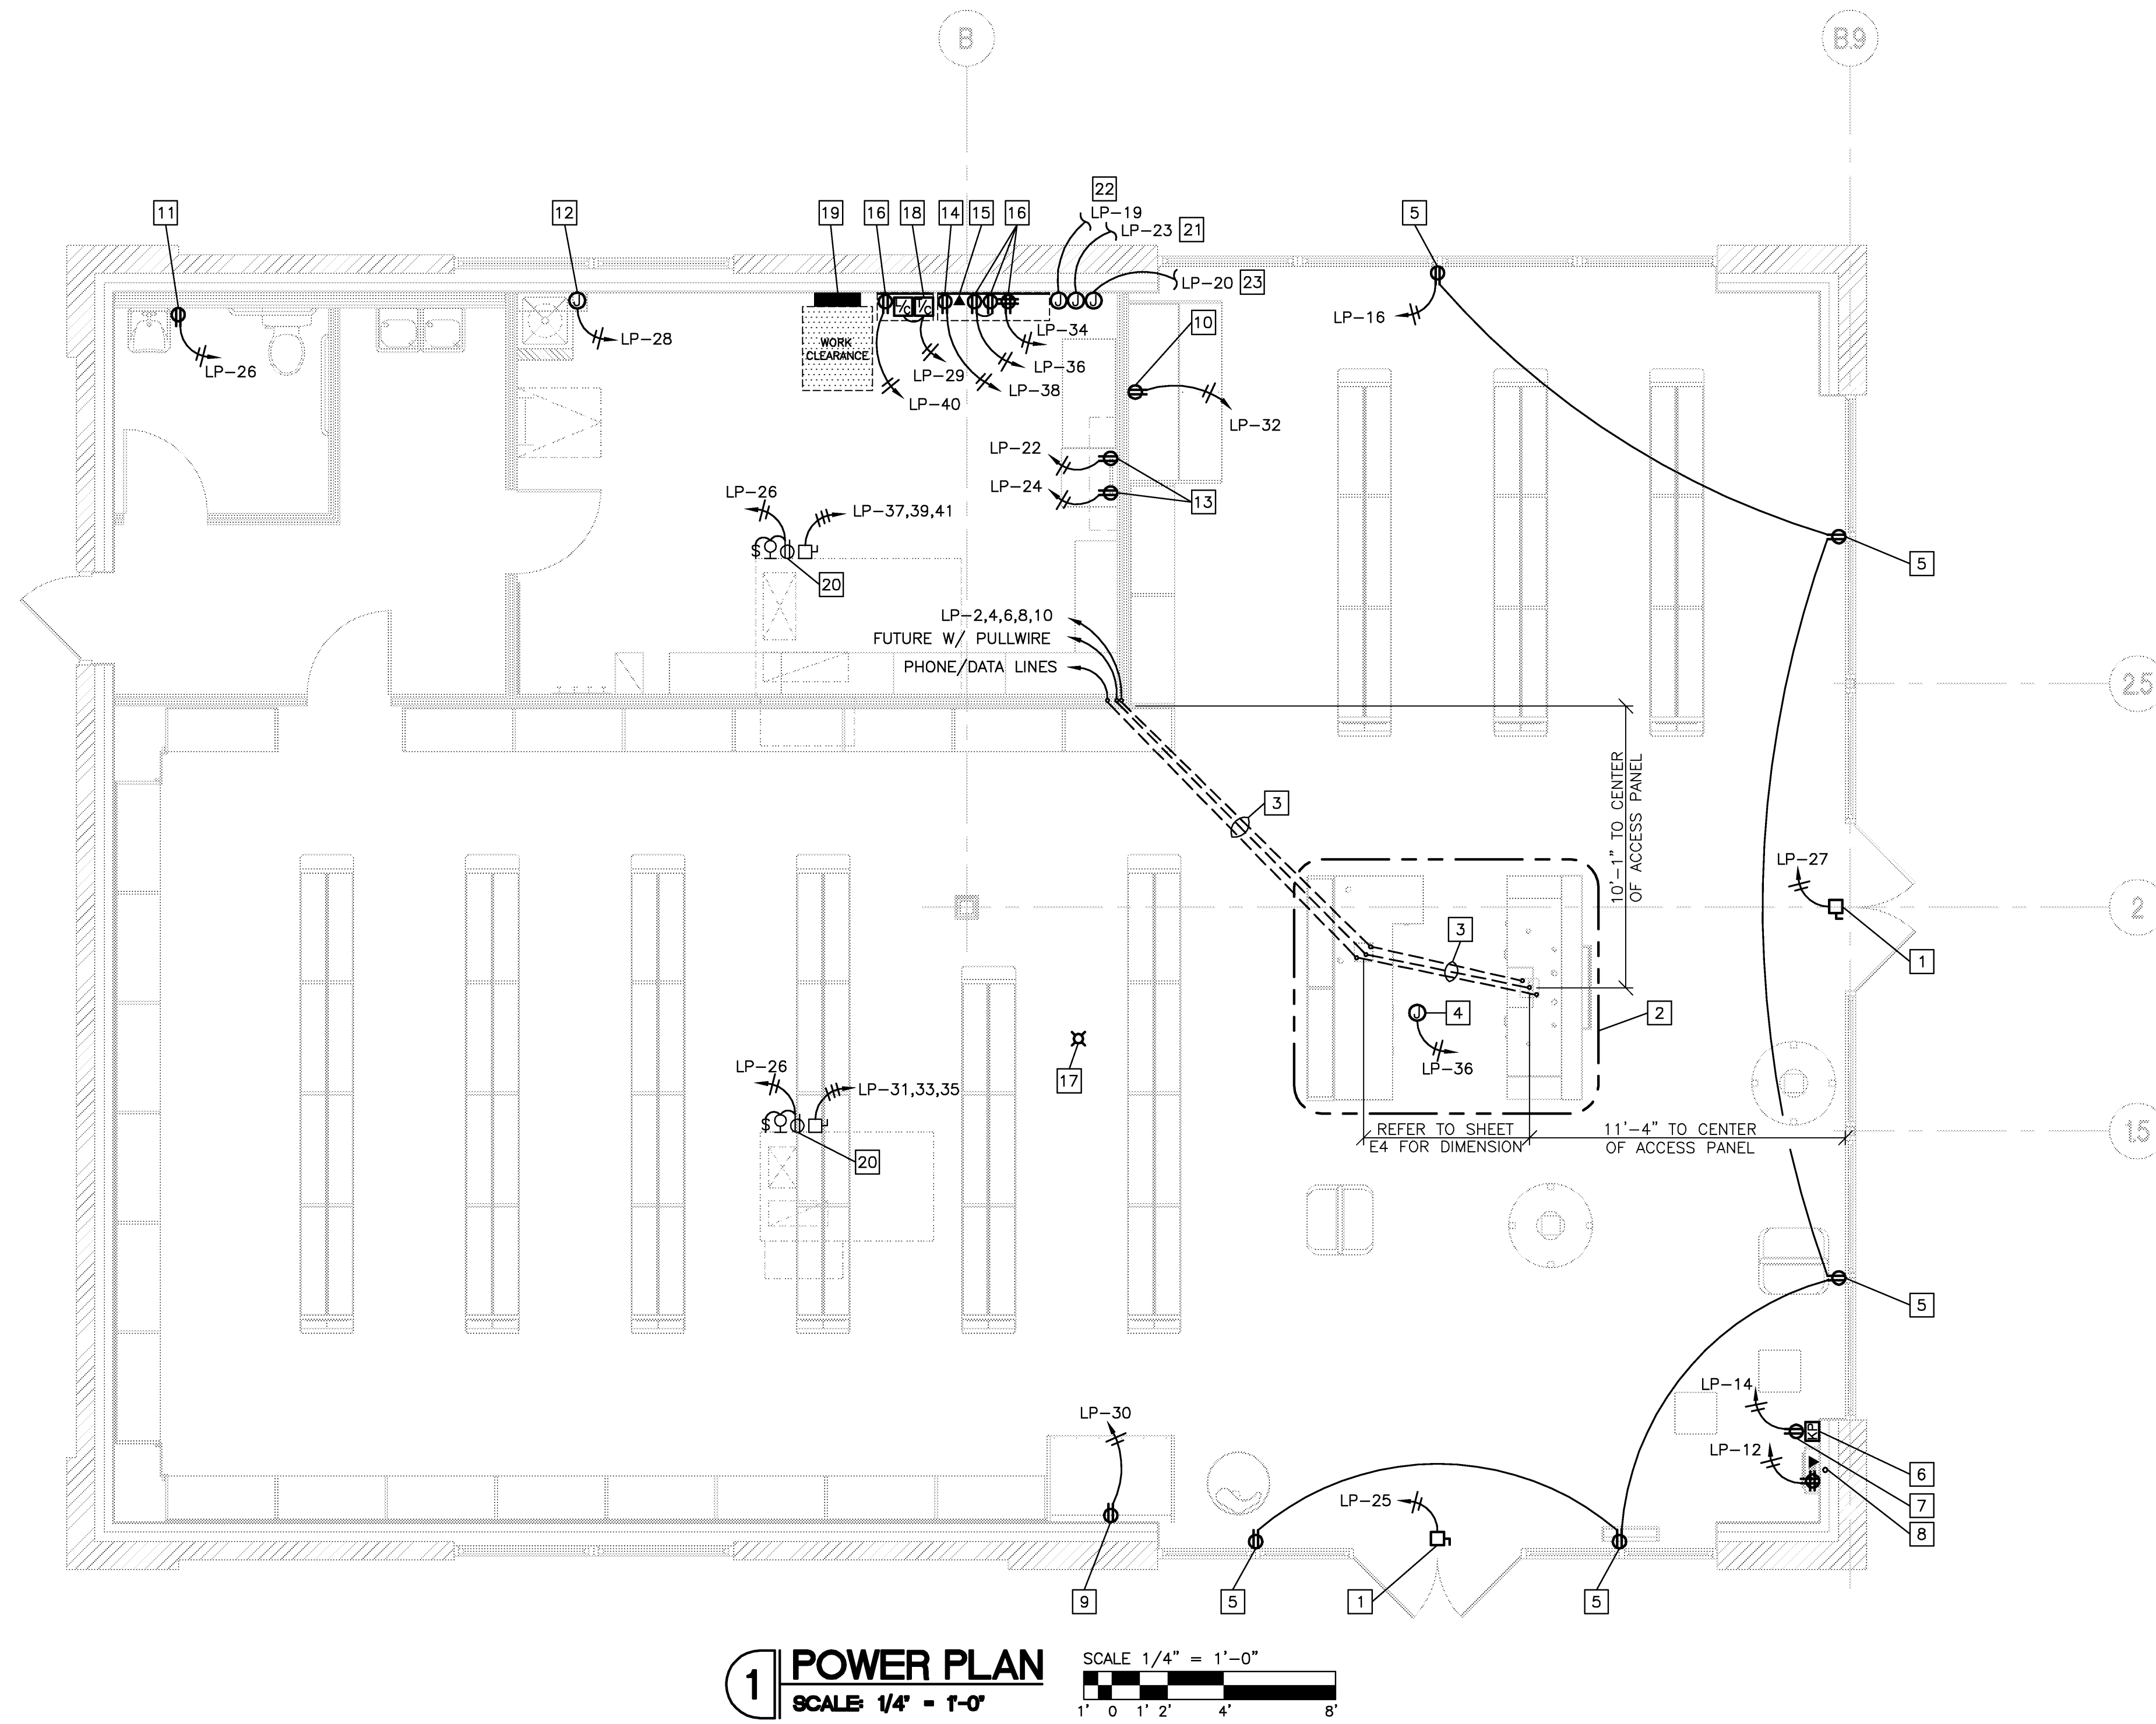 B
B.9
22
11
12
19
16
18
14
15
16
LP-19
LP-23
21
5
LP-20
23
LP-16
J
J
J
J
LP-28
LP-26
WORK
CLEARANCE
LP-34
LP-36
LP-29
LP-38
LP-40
10
LP-32
LP-22
LP-24
13
LP-26
LP-37,39,41
$
20
5
LP-2,4,6,8,10
FUTURE W/ PULLWIRE
PHONE/DATA LINES
2.5
3
10'-1" TO CENTER
OF ACCESS PANEL
LP-27
2
3
1
J
4
2
LP-36
17
LP-26
LP-31,33,35
$
20
REFER TO SHEET
E4 FOR DIMENSION
11'-4" TO CENTER
OF ACCESS PANEL
1.5
5
LP-14
LP-30
LP-12
KP
6
7
8
LP-25
9
5
1
5
1
POWER PLAN
SCALE: 1/4" = 1'-0"
SCALE 1/4" = 1'-0"
1' 0 1' 2' 4' 8'